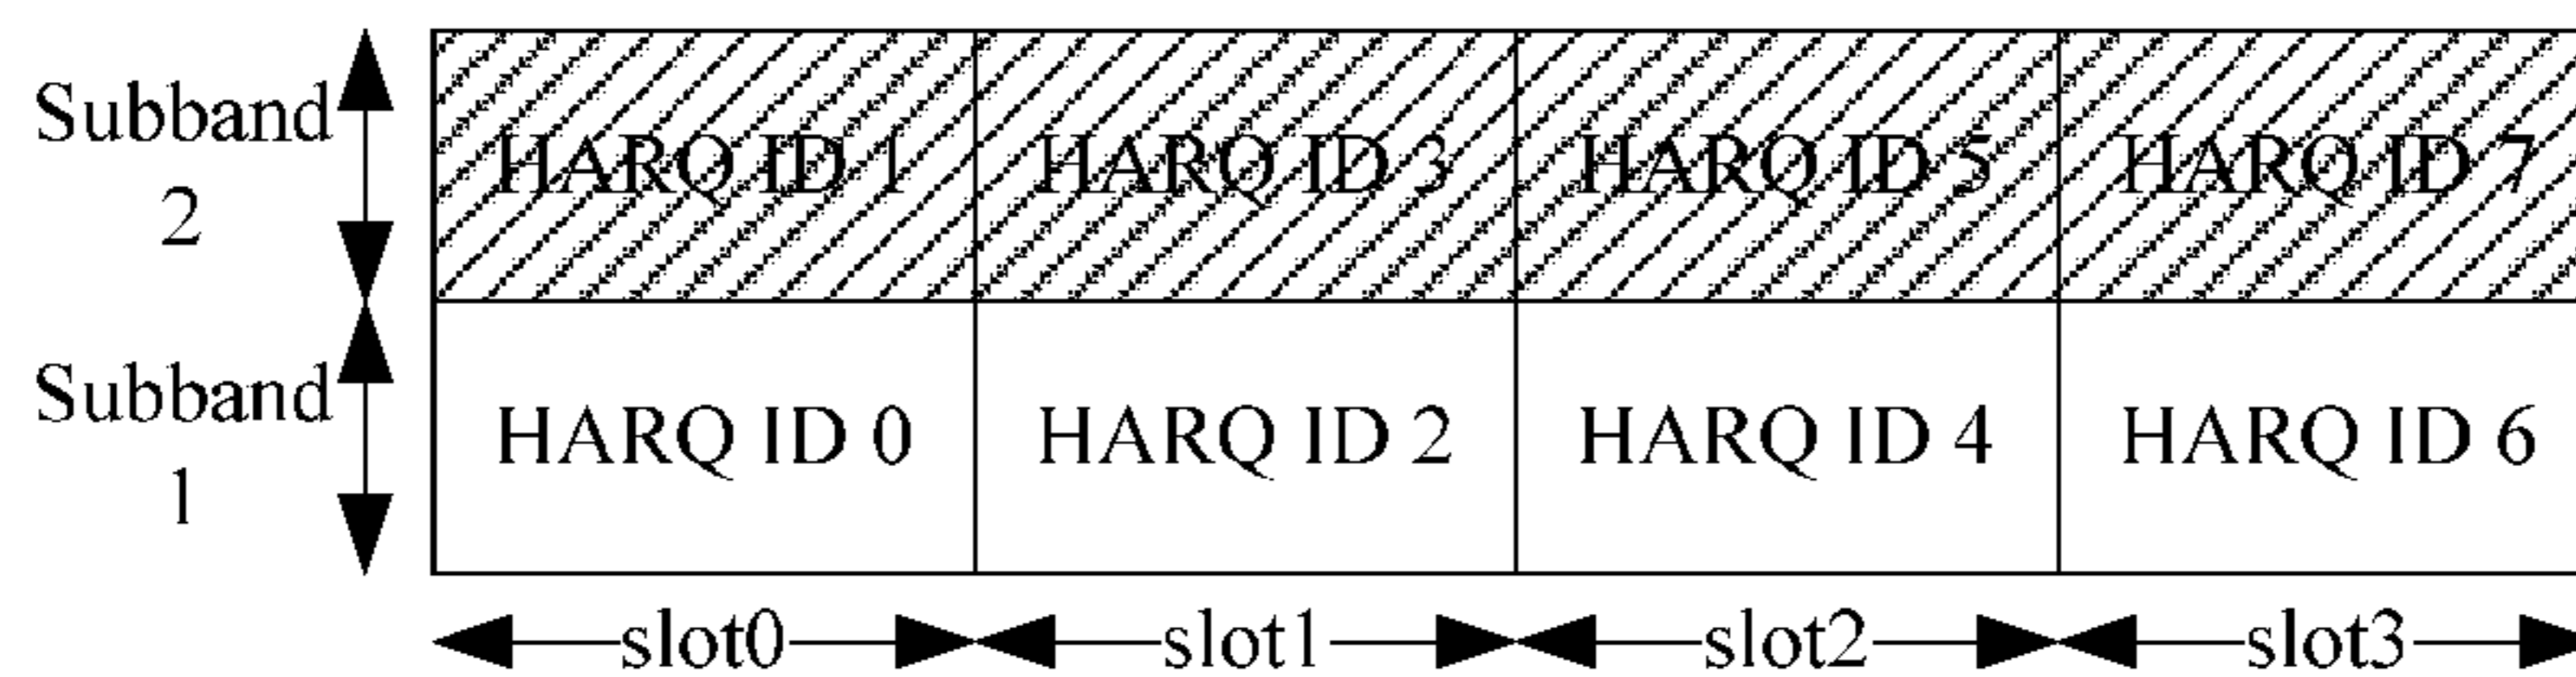 Subband
2
HARQ ID 1 HARQ ID 3 HARQ ID 5 HARQ ID 7
Subband
1
HARQ ID 0 HARQ ID 2 HARQ ID 4 HARQ ID 6
slot0 slot1 slot2 slot3